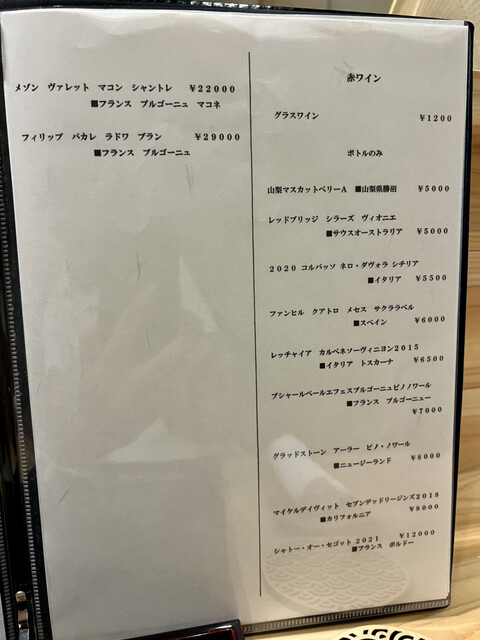 メゾン ヴァレット マコン シャントレ ￥22000
■フランス ブルゴーニュ マコネ
フィリップ パカレ ラドワ ブラン ￥29000
■フランス ブルゴーニュ
赤ワイン
グラスワイン ￥1200
ボトルのみ
山梨マスカットベリーA ■山梨県勝沼 ￥5000
レッドブリッジ シラーズ ヴィオニエ
■サウスオーストラリア ￥5000
2020 コルパッソ ネロ・ダヴォラ シチリア
■イタリア ￥5500
ファンヒル クアトロ メセス サクララベル
■スペイン ￥6000
レッチャイア カルベネソーヴィニヨン2015
■イタリア トスカーナ ￥6500
ブシャールペールエフェスブルゴーニュピノノワール
■フランス ブルゴーニュー
￥7000
グラッドストーン アーラー ピノ・ノワール
■ニュージーランド ￥8000
マイケルデイヴィット セブンデッドリージンズ2018
■カリフォルニア ￥8000
シャトー・オー・セゴット 2021 ￥12000
■フランス ボルドー